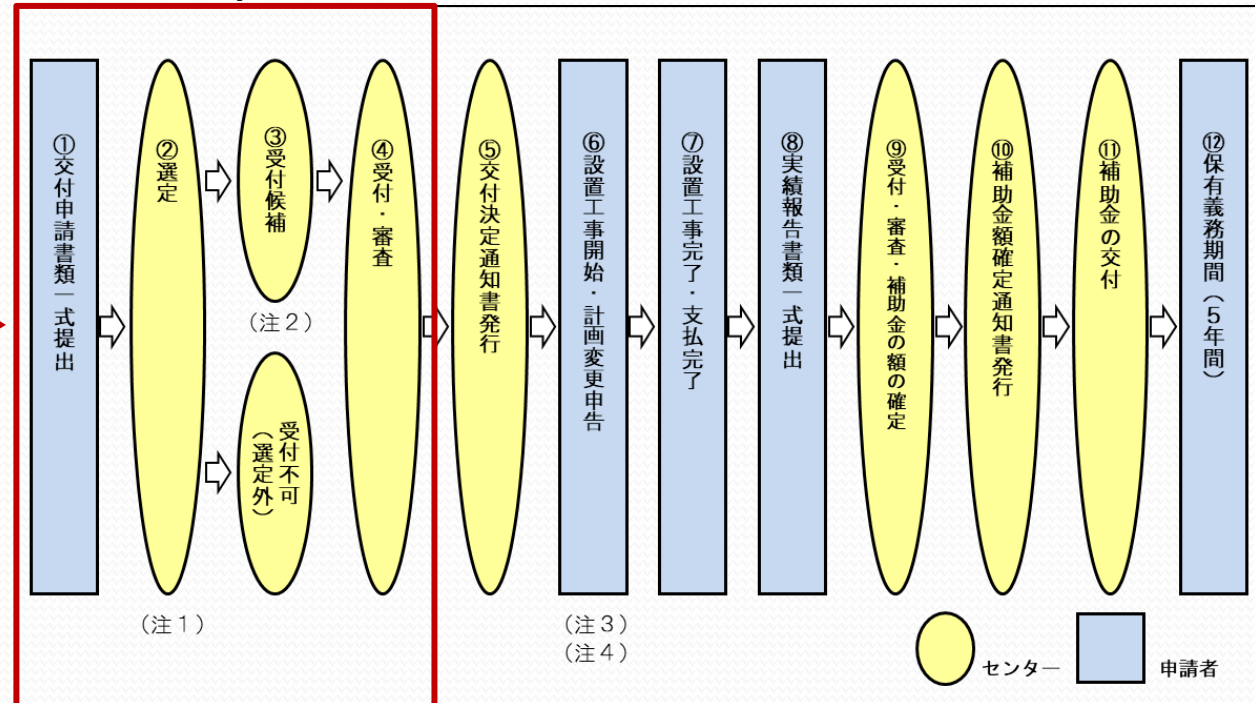 ①交付申請書類一式提出
②選定
③受付候補
(注2)
受付不可
(選定外)
④受付・審査
⑤交付決定通知書発行
⑥設置工事開始・計画変更申告
⑦設置工事完了・支払完了
⑧実績報告書類一式提出
⑨受付・審査・補助金の額の確定
⑩補助金額確定通知書発行
⑪補助金の交付
⑫保有義務期間(5年間)
(注1)
(注3)
(注4)
センター
申請者